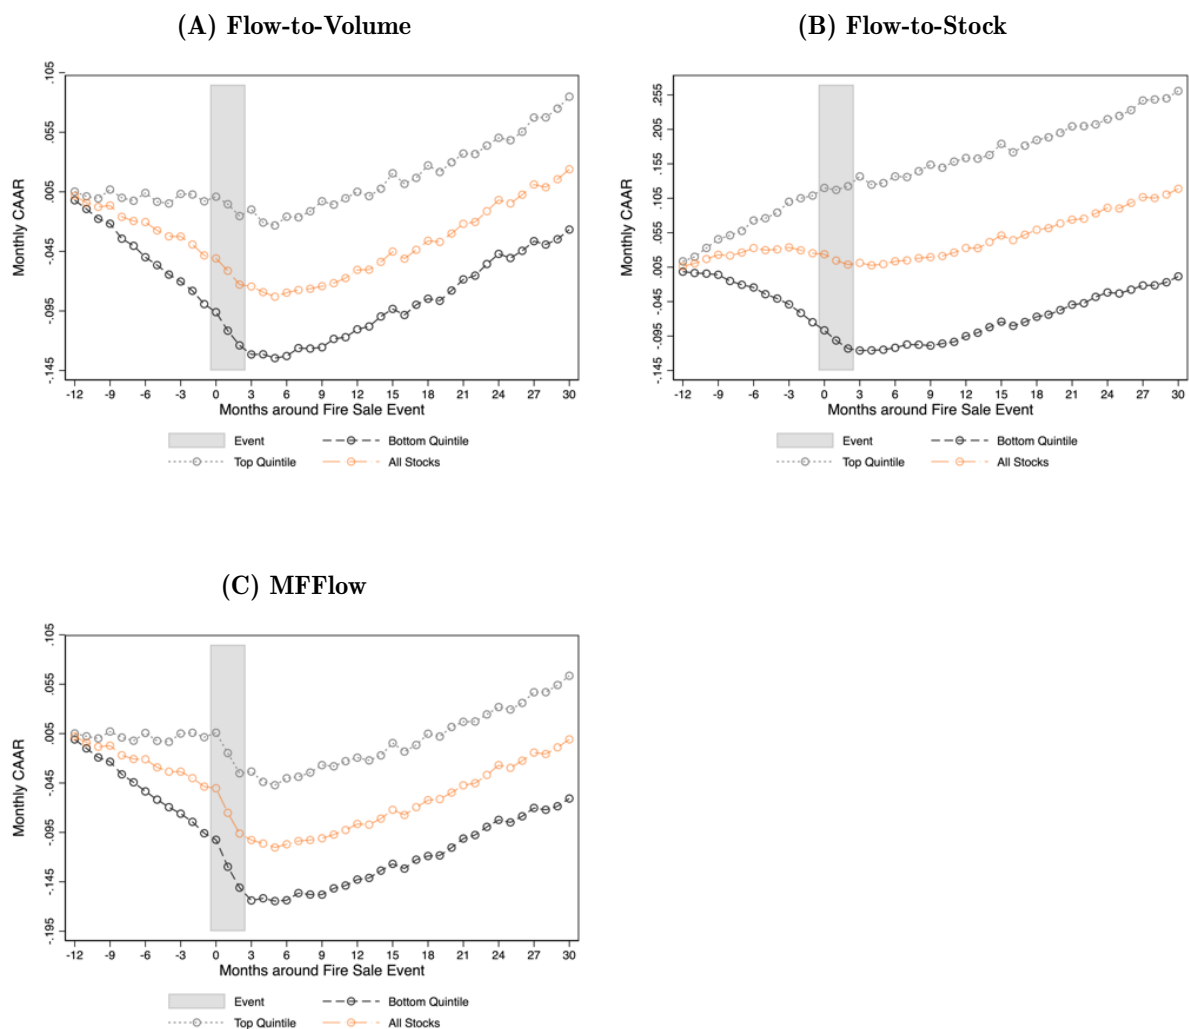 (A) Flow-to-Volume
Monthly CAAR
.105
.055
.005
-.045
-.095
-.145
-12 -9 -6 -3 0 3 6 9 12 15 18 21 24 27 30
Months around Fire Sale Event
Event
Bottom Quintile
Top Quintile
All Stocks
(B) Flow-to-Stock
Monthly CAAR
.255
.205
.155
.105
.055
.005
-.045
-.095
-.145
-12 -9 -6 -3 0 3 6 9 12 15 18 21 24 27 30
Months around Fire Sale Event
Event
Bottom Quintile
Top Quintile
All Stocks
(C) MFFlow
Monthly CAAR
.105
.055
.005
-.045
-.095
-.145
-.195
-12 -9 -6 -3 0 3 6 9 12 15 18 21 24 27 30
Months around Fire Sale Event
Event
Bottom Quintile
Top Quintile
All Stocks